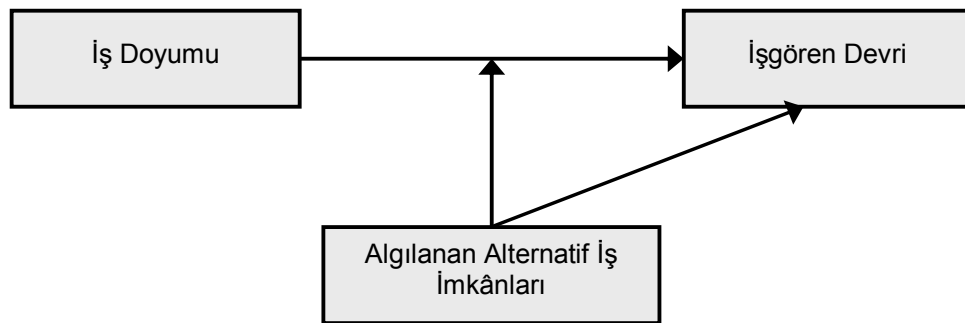 İş Doyumu
İşgören Devri
Algılanan Alternatif İş
İmkânları